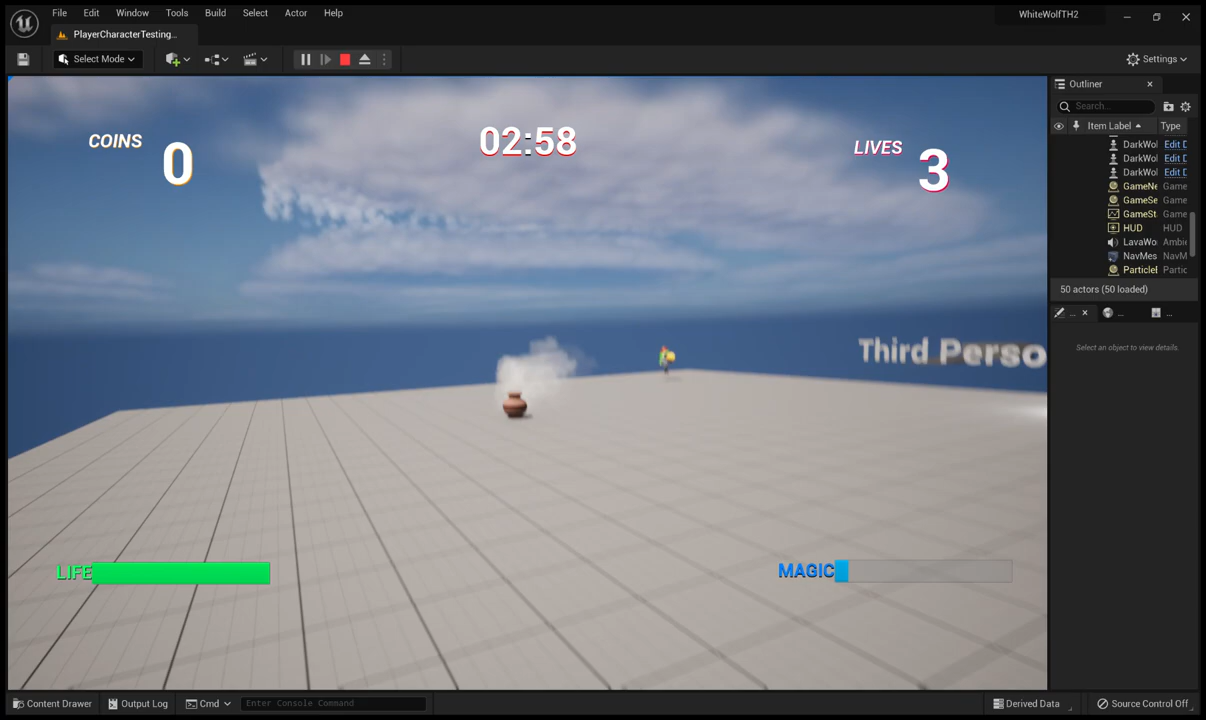 File Edit Window Tools Build Select Actor Help
WhiteWolfTH2
PlayerCharacterTesting...
Select Mode
Settings
COINS 0
02:58
LIVES 3
Third Perso
LIFE
MAGIC
Outliner
Search...
Item Label Type
DarkWol Edit D
DarkWol Edit D
DarkWol Edit D
GameNe Game
GameSe Game
GameSt Game
HUD HUD
LavaWo Ambie
NavMes NavM
ParticleE Partic
50 actors (50 loaded)
... ... ...
Select an object to view details.
Content Drawer Output Log Cmd Enter Console Command Derived Data Source Control Off